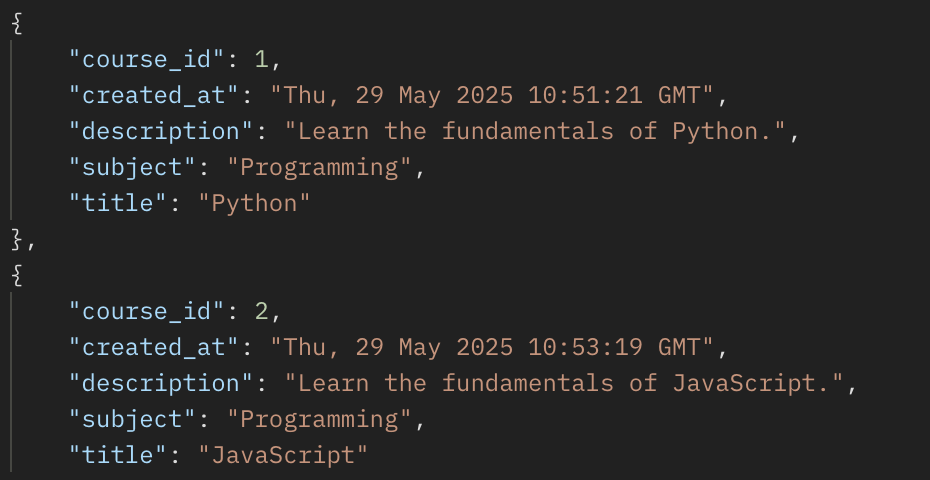 {
    "course_id": 1,
    "created_at": "Thu, 29 May 2025 10:51:21 GMT",
    "description": "Learn the fundamentals of Python.",
    "subject": "Programming",
    "title": "Python"
},
{
    "course_id": 2,
    "created_at": "Thu, 29 May 2025 10:53:19 GMT",
    "description": "Learn the fundamentals of JavaScript.",
    "subject": "Programming",
    "title": "JavaScript"